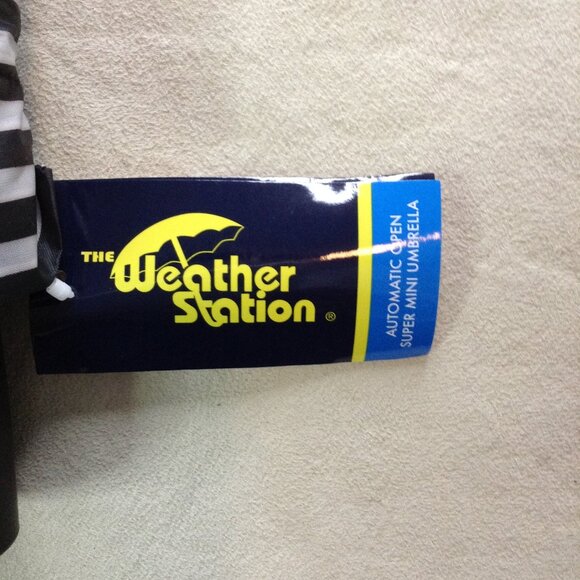 THE
Weather
Station ®
AUTOMATIC OPEN
SUPER MINI UMBRELLA